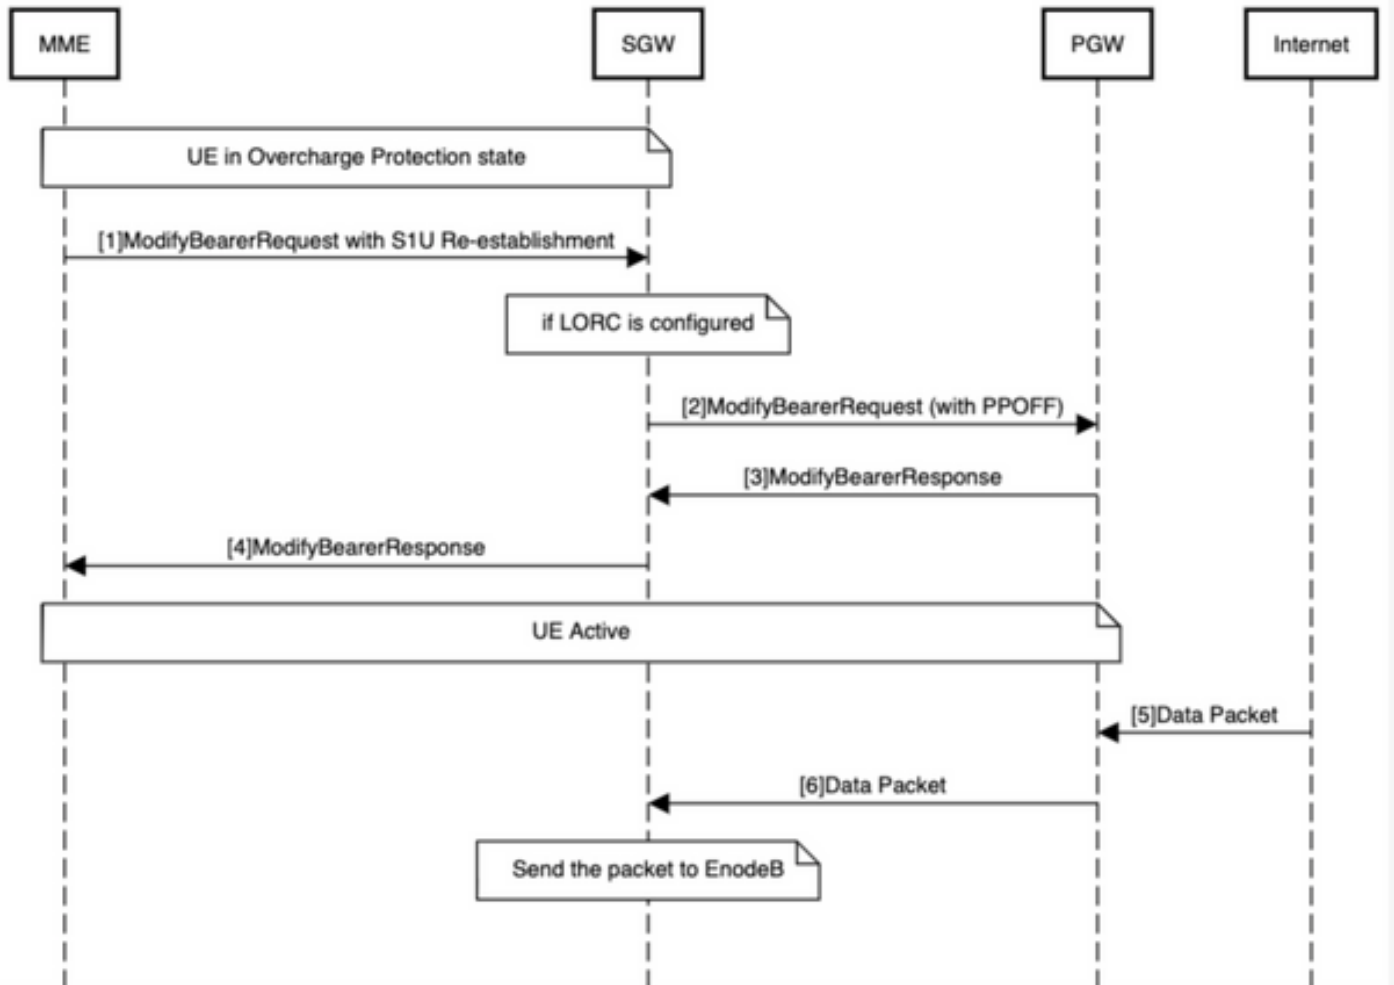 MME
SGW
PGW
Internet
UE in Overcharge Protection state
[1]ModifyBearerRequest with S1U Re-establishment
if LORC is configured
[2]ModifyBearerRequest (with PPOFF)
[3]ModifyBearerResponse
[4]ModifyBearerResponse
UE Active
[5]Data Packet
[6]Data Packet
Send the packet to EnodeB